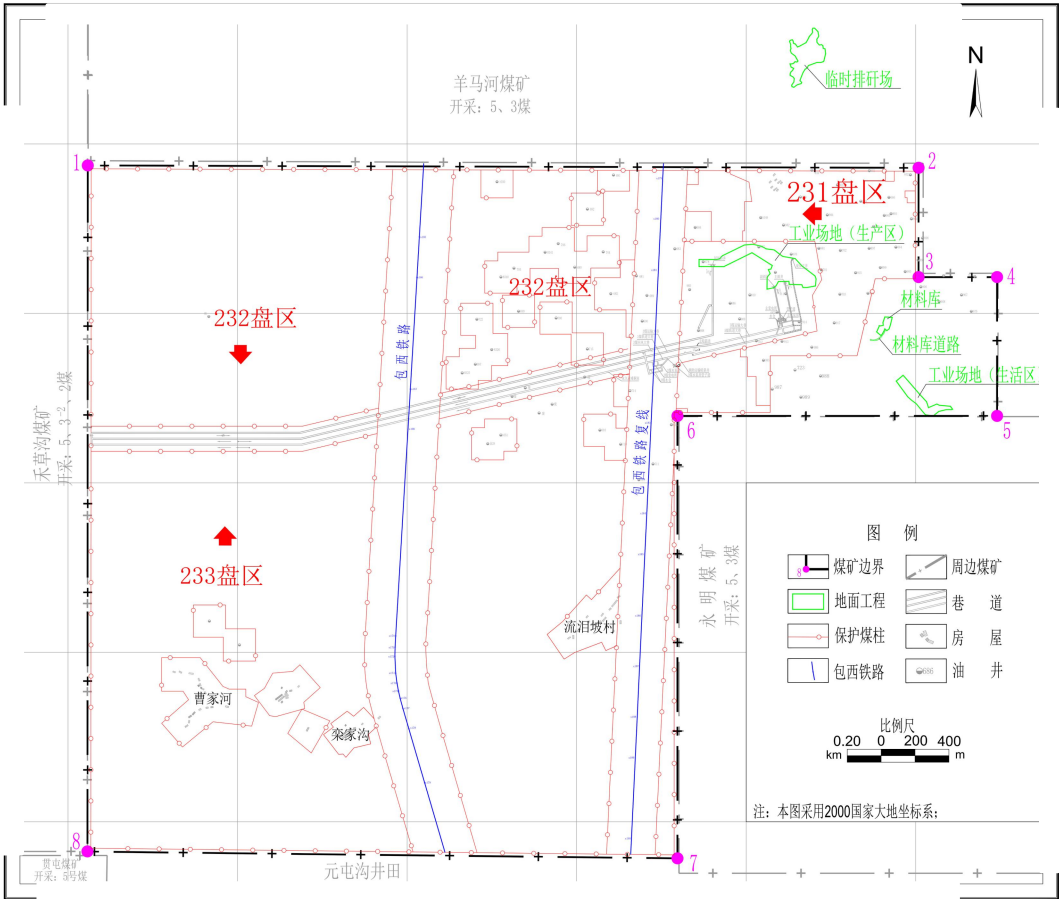 羊马河煤矿
开采：5、3煤
临时排矸场
N
1
2
231盘区
工业场地（生产区）
3
4
232盘区
材料库
232盘区
包西铁路
材料库道路
工业场地（生活区
禾草沟煤矿
开采：5、3⁻²、2煤
6
5
包西铁路复线
233盘区
永明煤矿
开采：5、3煤
流泪坡村
曹家河
栾家沟
图 例
8
煤矿边界
周边煤矿
地面工程
巷 道
保护煤柱
房 屋
包西铁路
686
油 井
比例尺
0.20 0 200 400
km m
注：本图采用2000国家大地坐标系；
8
贯屯煤矿
开采：5号煤
元屯沟井田
7